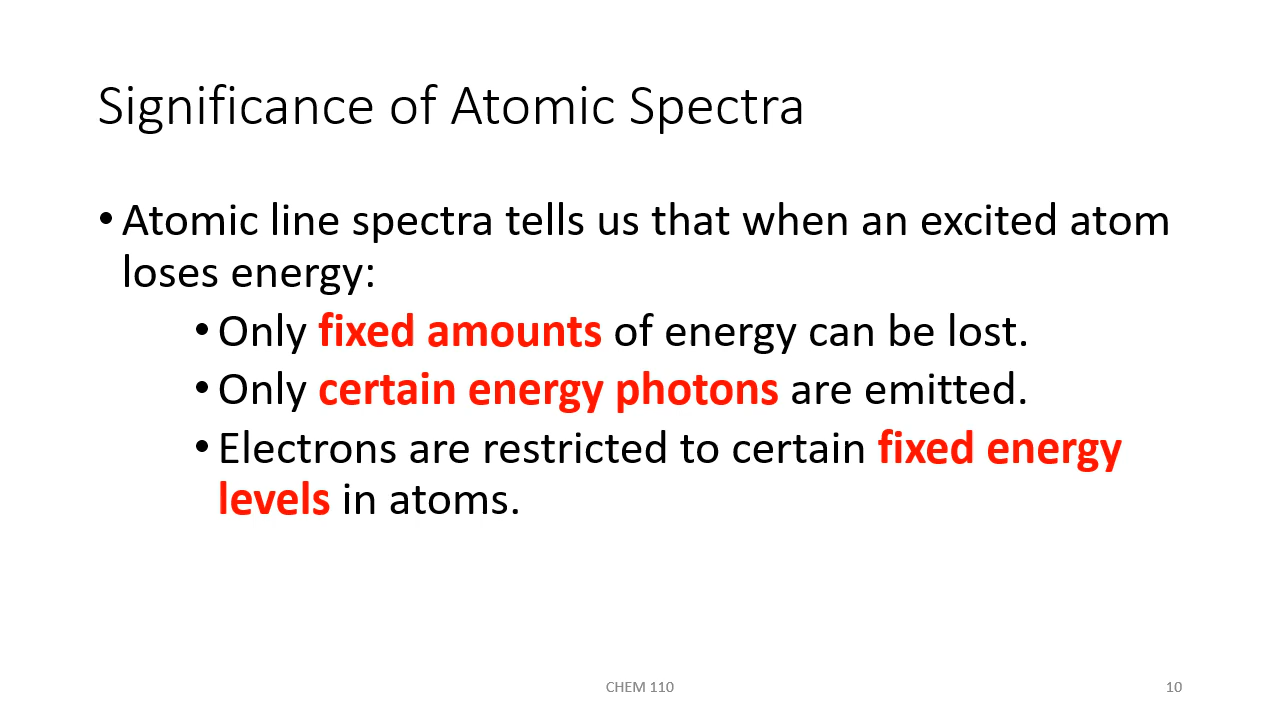 Significance of Atomic Spectra
• Atomic line spectra tells us that when an excited atom
loses energy:
• Only fixed amounts of energy can be lost.
• Only certain energy photons are emitted.
• Electrons are restricted to certain fixed energy
levels in atoms.
CHEM 110
10